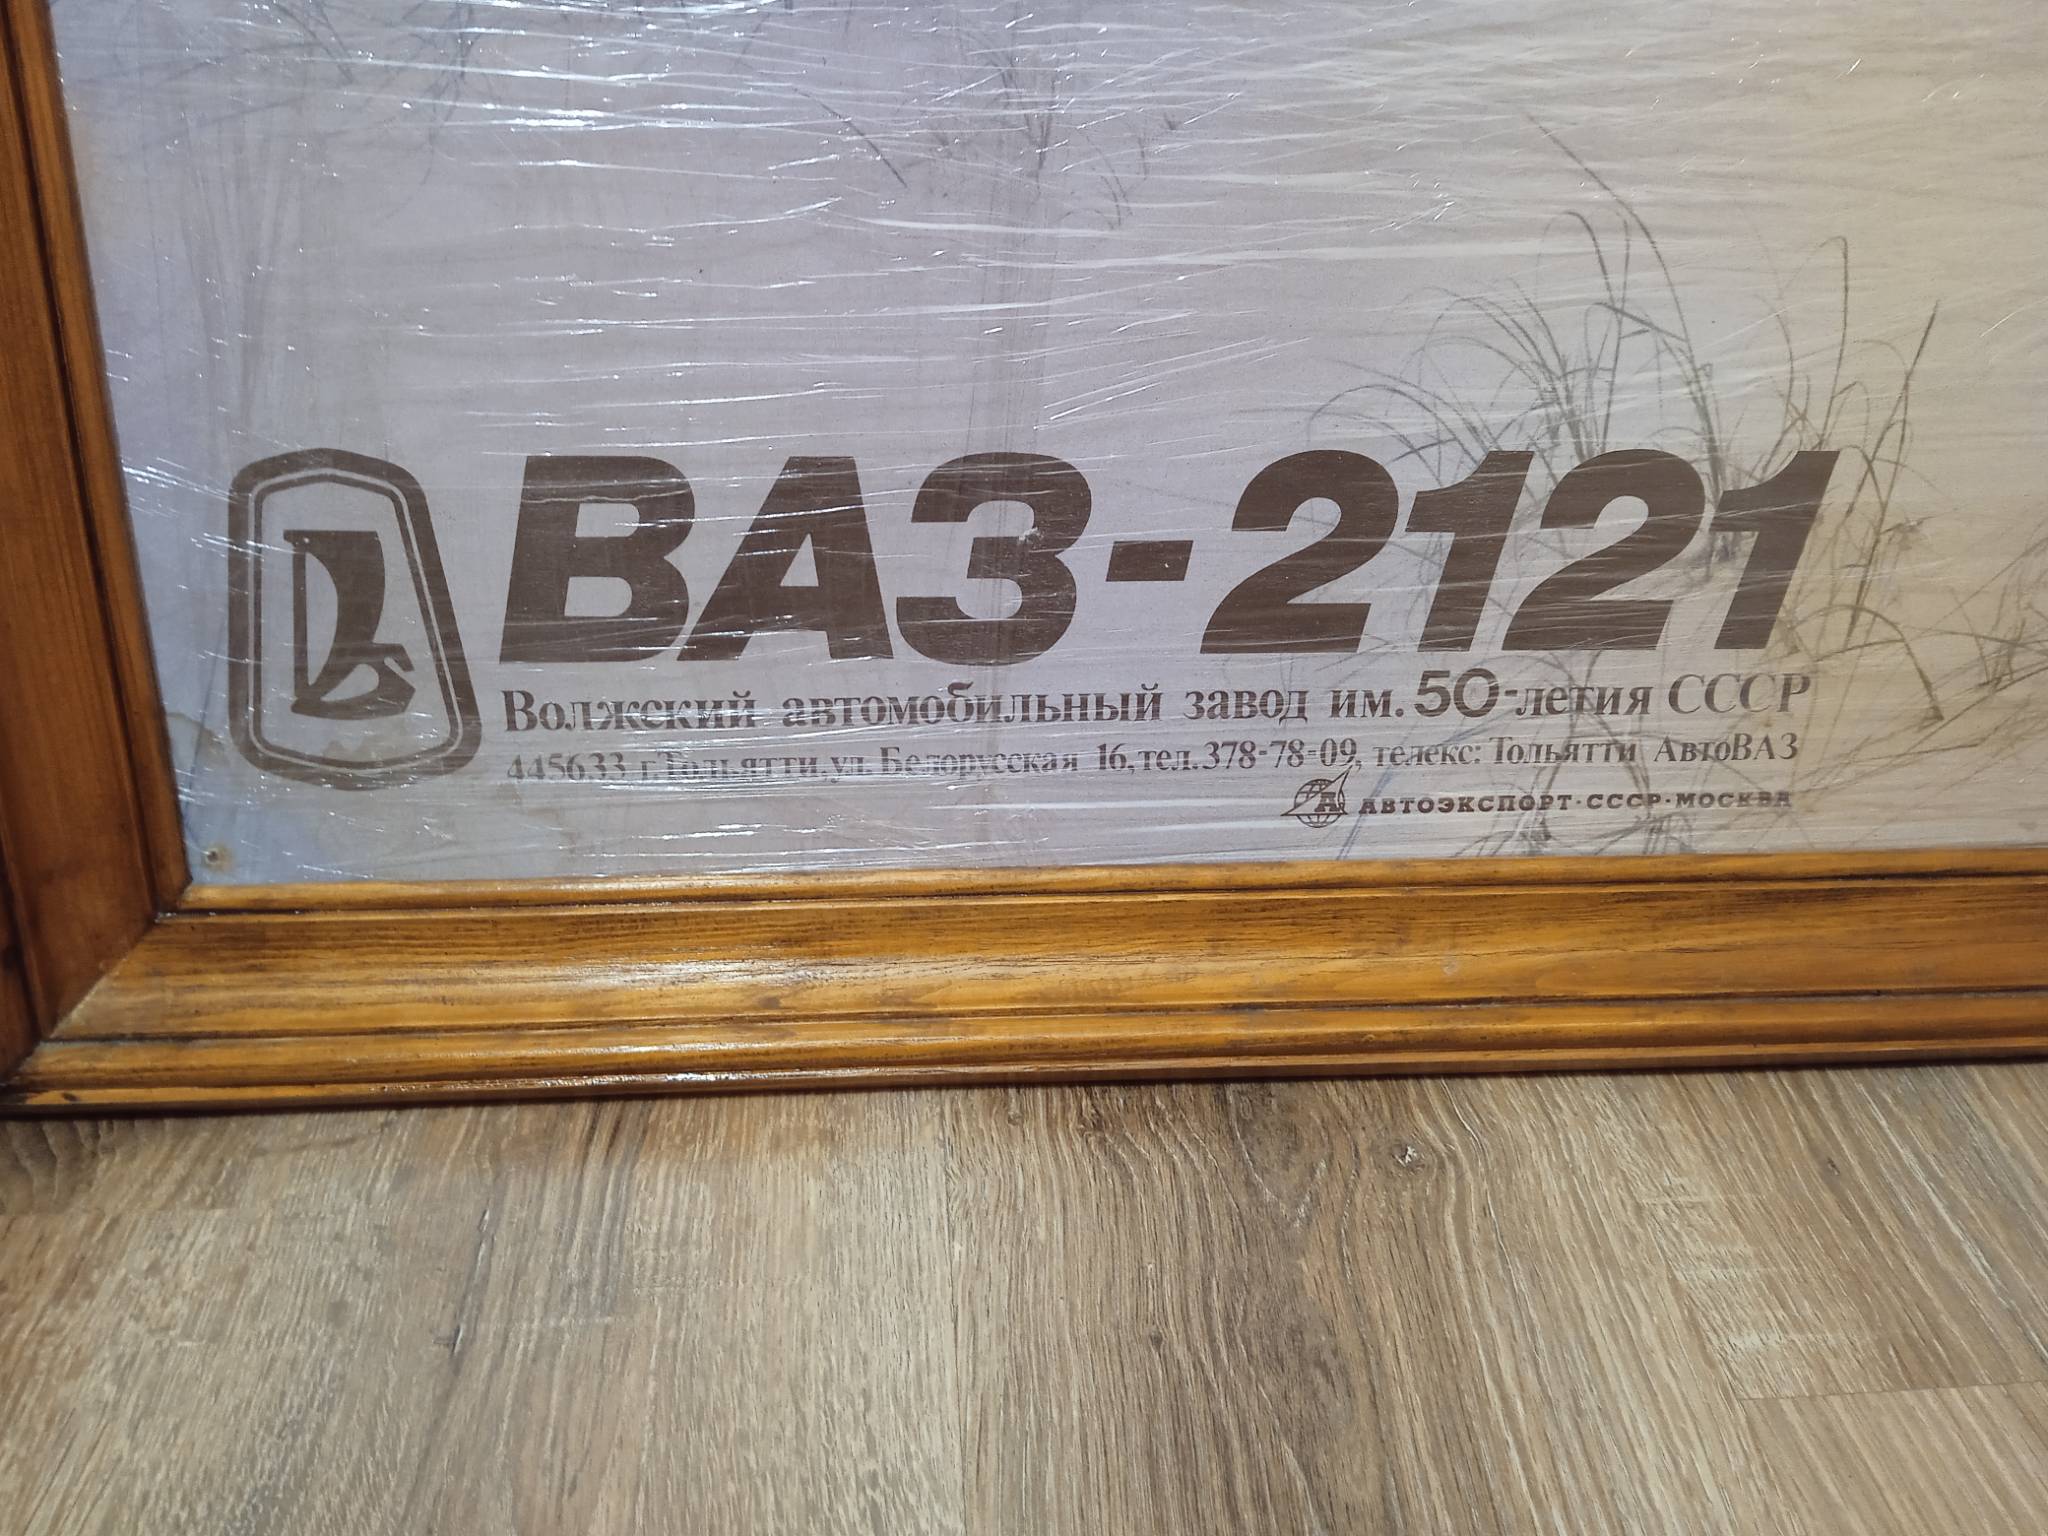 ВАЗ-2121
Волжский автомобильный завод им. 50-летия СССР
445633 г.Тольятти, ул. Белорусская 16, тел. 378-78-09, телекс: Тольятти АвтоВАЗ
АВТОЭКСПОРТ·СССР·МОСКВА